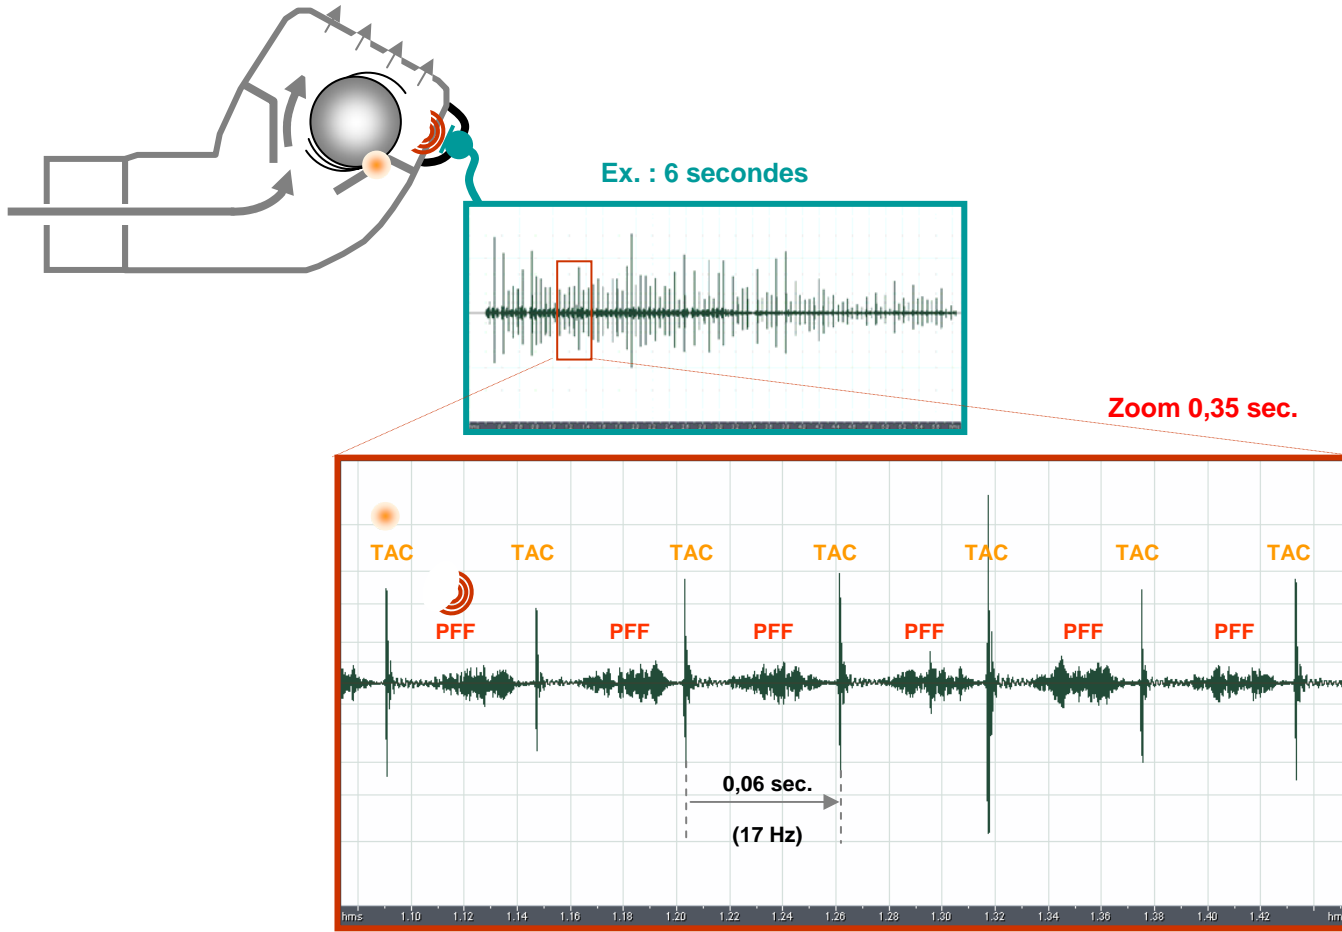 Ex. : 6 secondes
Zoom 0,35 sec.
TAC TAC TAC TAC TAC TAC TAC
PFF PFF PFF PFF PFF PFF
0,06 sec.
(17 Hz)
hms 1.10 1.12 1.14 1.16 1.18 1.20 1.22 1.24 1.26 1.28 1.30 1.32 1.34 1.36 1.38 1.40 1.42